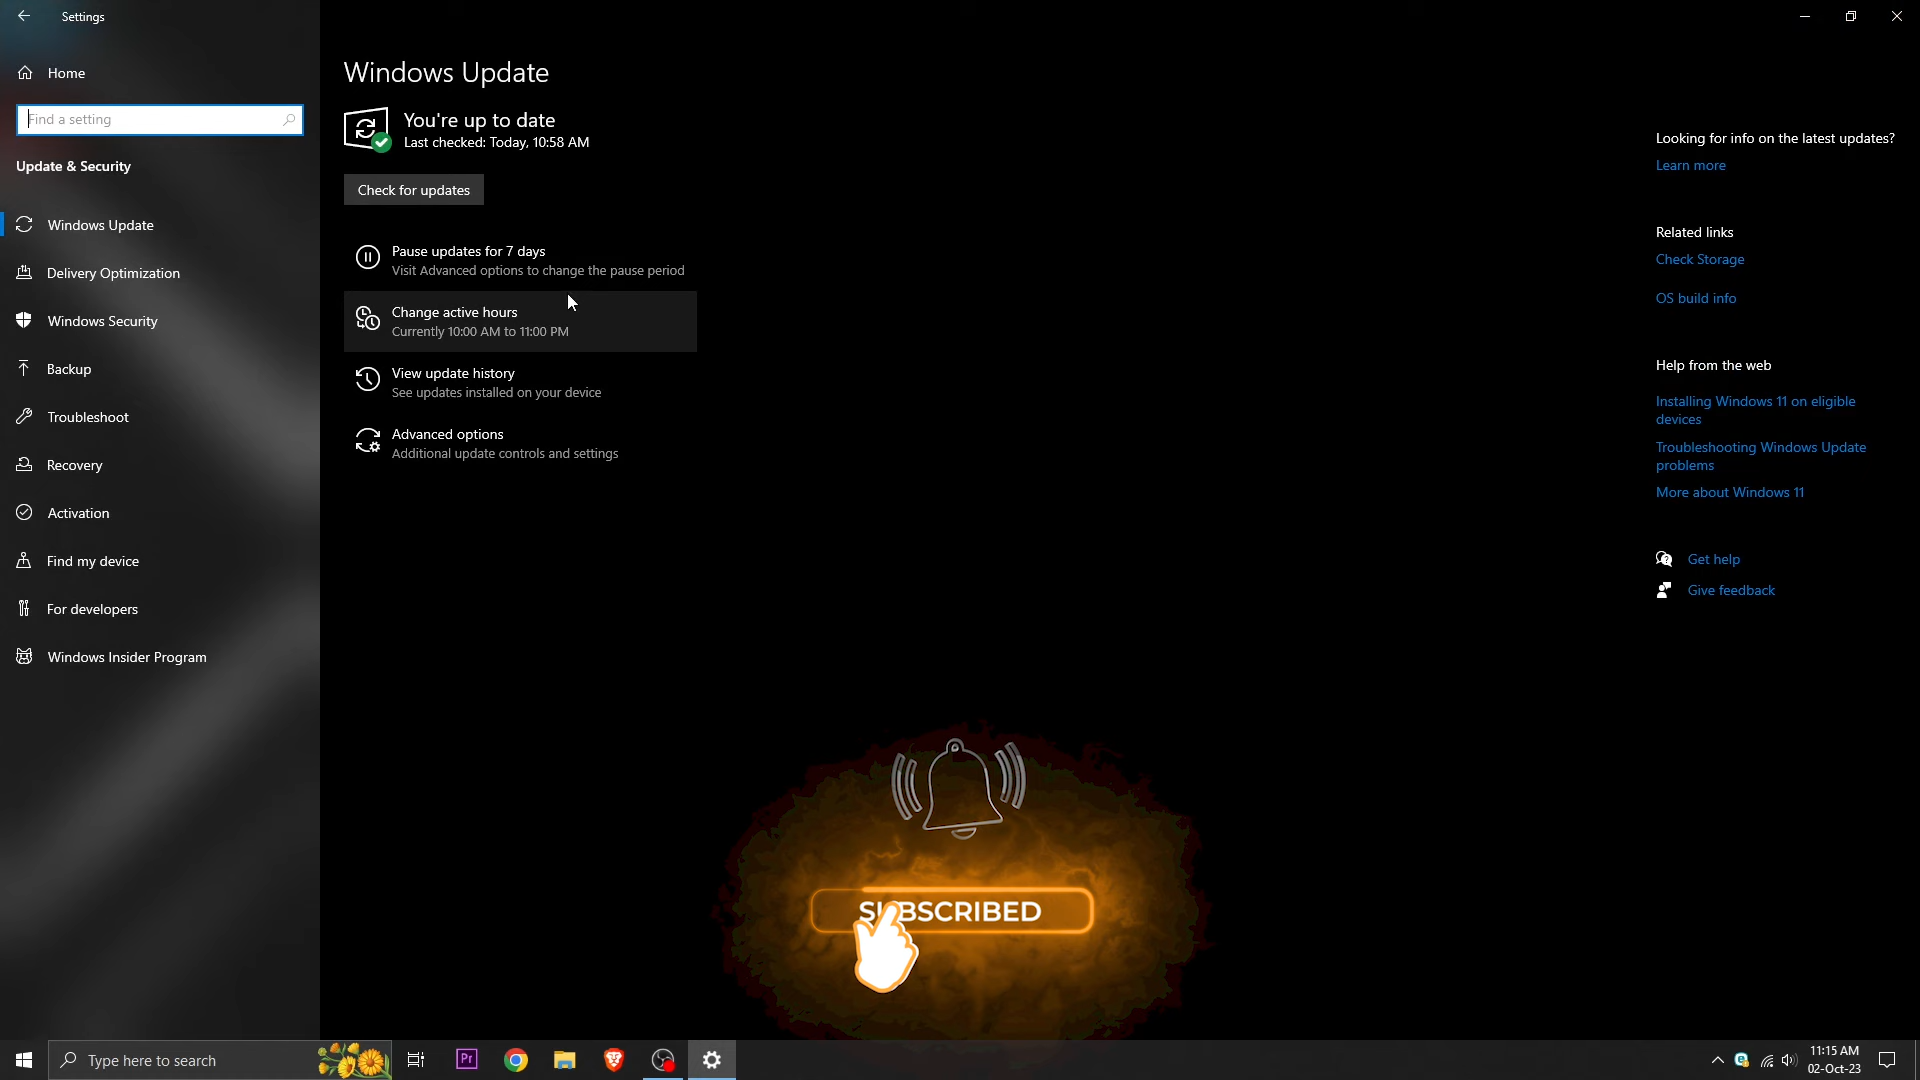 Settings
Home
Find a setting
Update & Security
Windows Update
Delivery Optimization
Windows Security
Backup
Troubleshoot
Recovery
Activation
Find my device
For developers
Windows Insider Program
Windows Update
You're up to date
Last checked: Today, 10:58 AM
Check for updates
Pause updates for 7 days
Visit Advanced options to change the pause period
Change active hours
Currently 10:00 AM to 11:00 PM
View update history
See updates installed on your device
Advanced options
Additional update controls and settings
Looking for info on the latest updates?
Learn more
Related links
Check Storage
OS build info
Help from the web
Installing Windows 11 on eligible
devices
Troubleshooting Windows Update
problems
More about Windows 11
Get help
Give feedback
SUBSCRIBED
Type here to search
Pr
11:15 AM
02-Oct-23